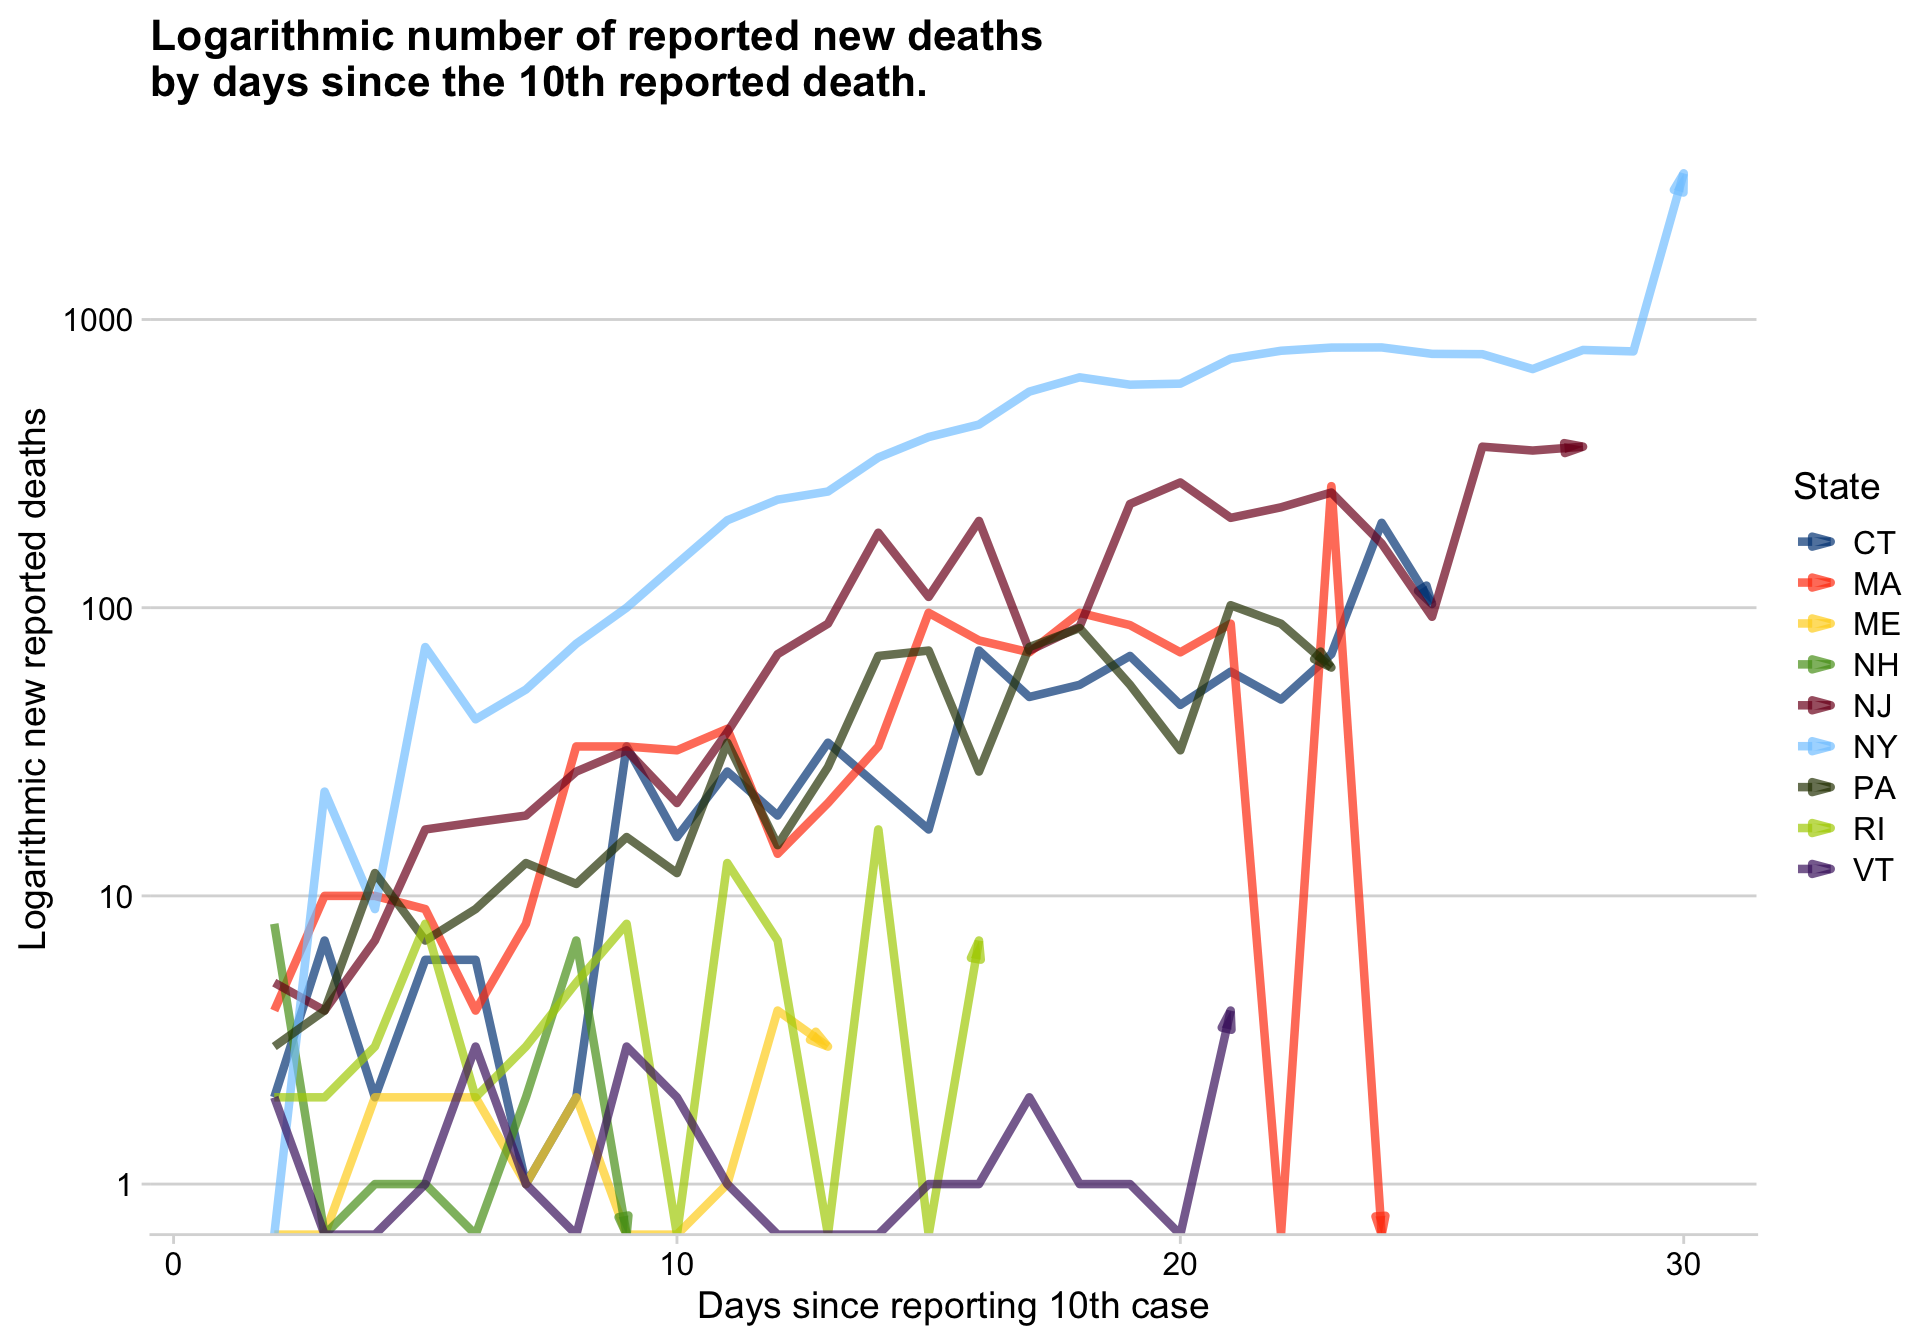 Logarithmic number of reported new deaths
by days since the 10th reported death.
Logarithmic new reported deaths
1000
100
10
1
0
10
20
30
Days since reporting 10th case
State
CT
MA
ME
NH
NJ
NY
PA
RI
VT